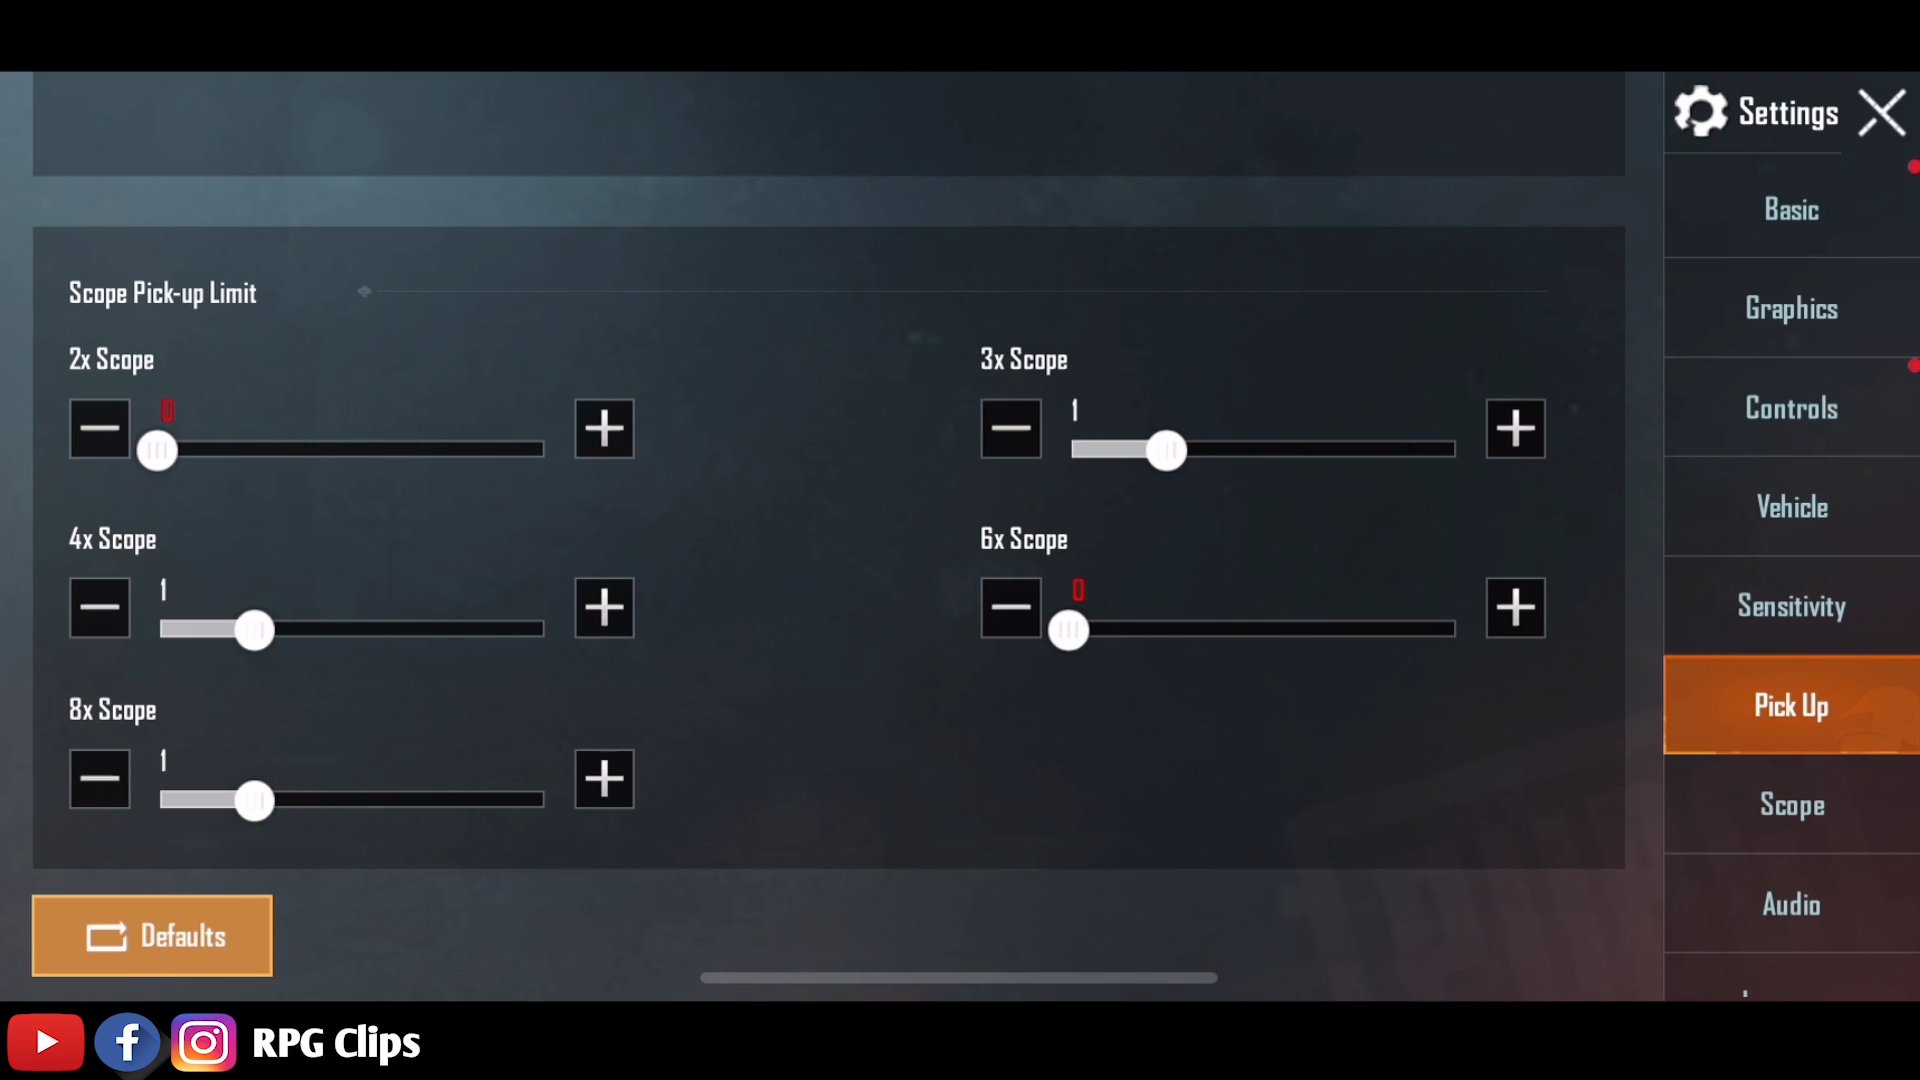 Settings
Basic
Graphics
Controls
Vehicle
Sensitivity
Pick Up
Scope
Audio
Scope Pick-up Limit
2x Scope
0
3x Scope
1
4x Scope
1
6x Scope
0
8x Scope
1
Defaults
RPG Clips